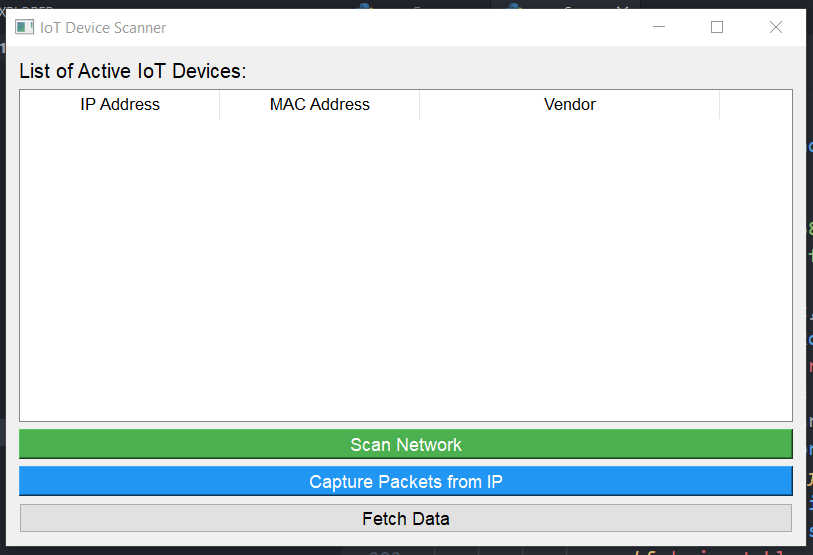 IoT Device Scanner
List of Active IoT Devices:
IP Address MAC Address Vendor
Scan Network
Capture Packets from IP
Fetch Data